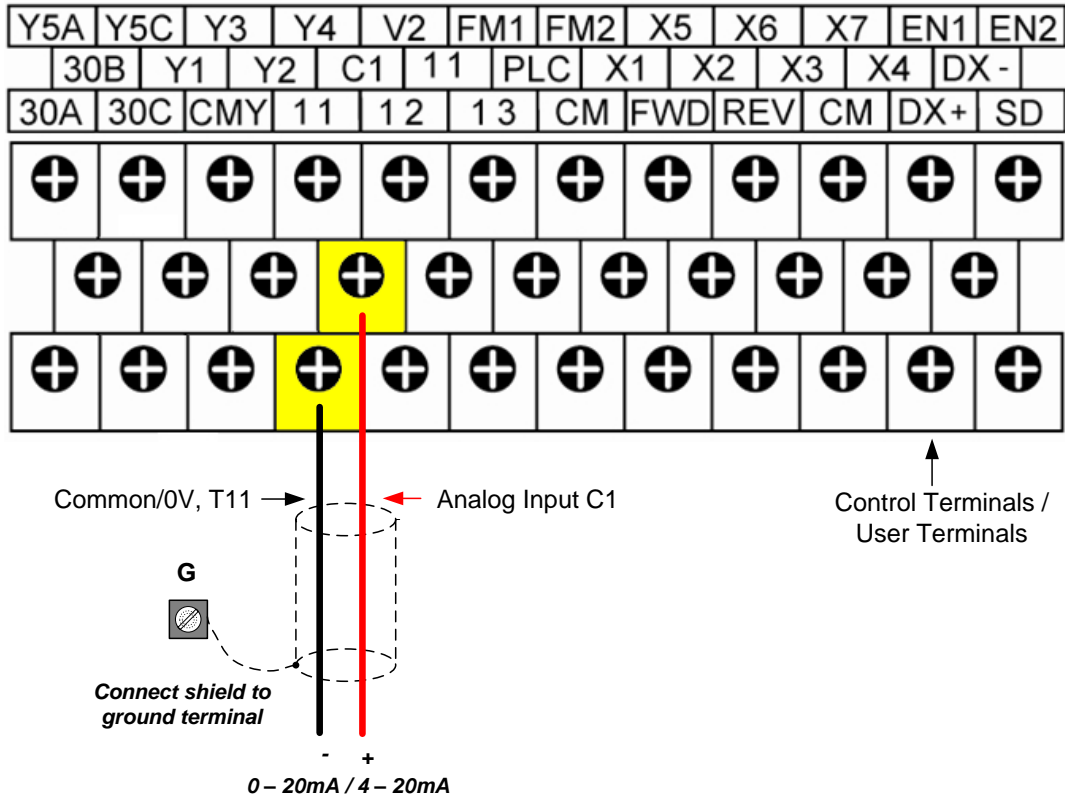 Y5A Y5C Y3 Y4 V2 FM1 FM2 X5 X6 X7 EN1 EN2
30B Y1 Y2 C1 11 PLC X1 X2 X3 X4 DX -
30A 30C CMY 11 12 13 CM FWD REV CM DX+ SD
Common/0V, T11
Analog Input C1
Control Terminals /
User Terminals
G
Connect shield to
ground terminal
- +
0 – 20mA / 4 – 20mA